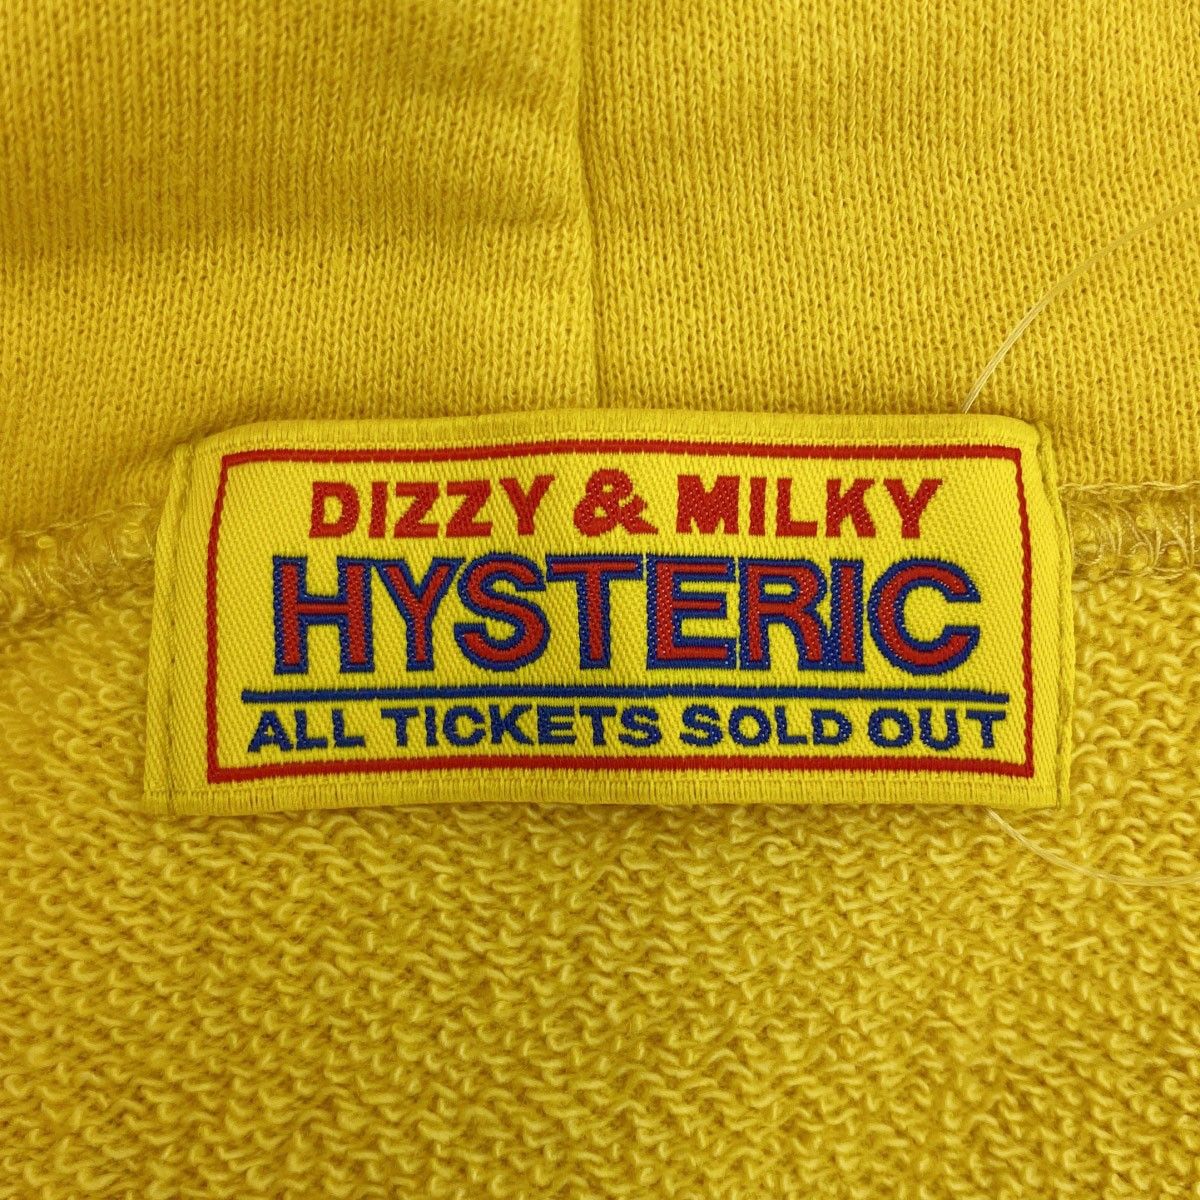 DIZZY & MILKY
HYSTERIC
ALL TICKETS SOLD OUT